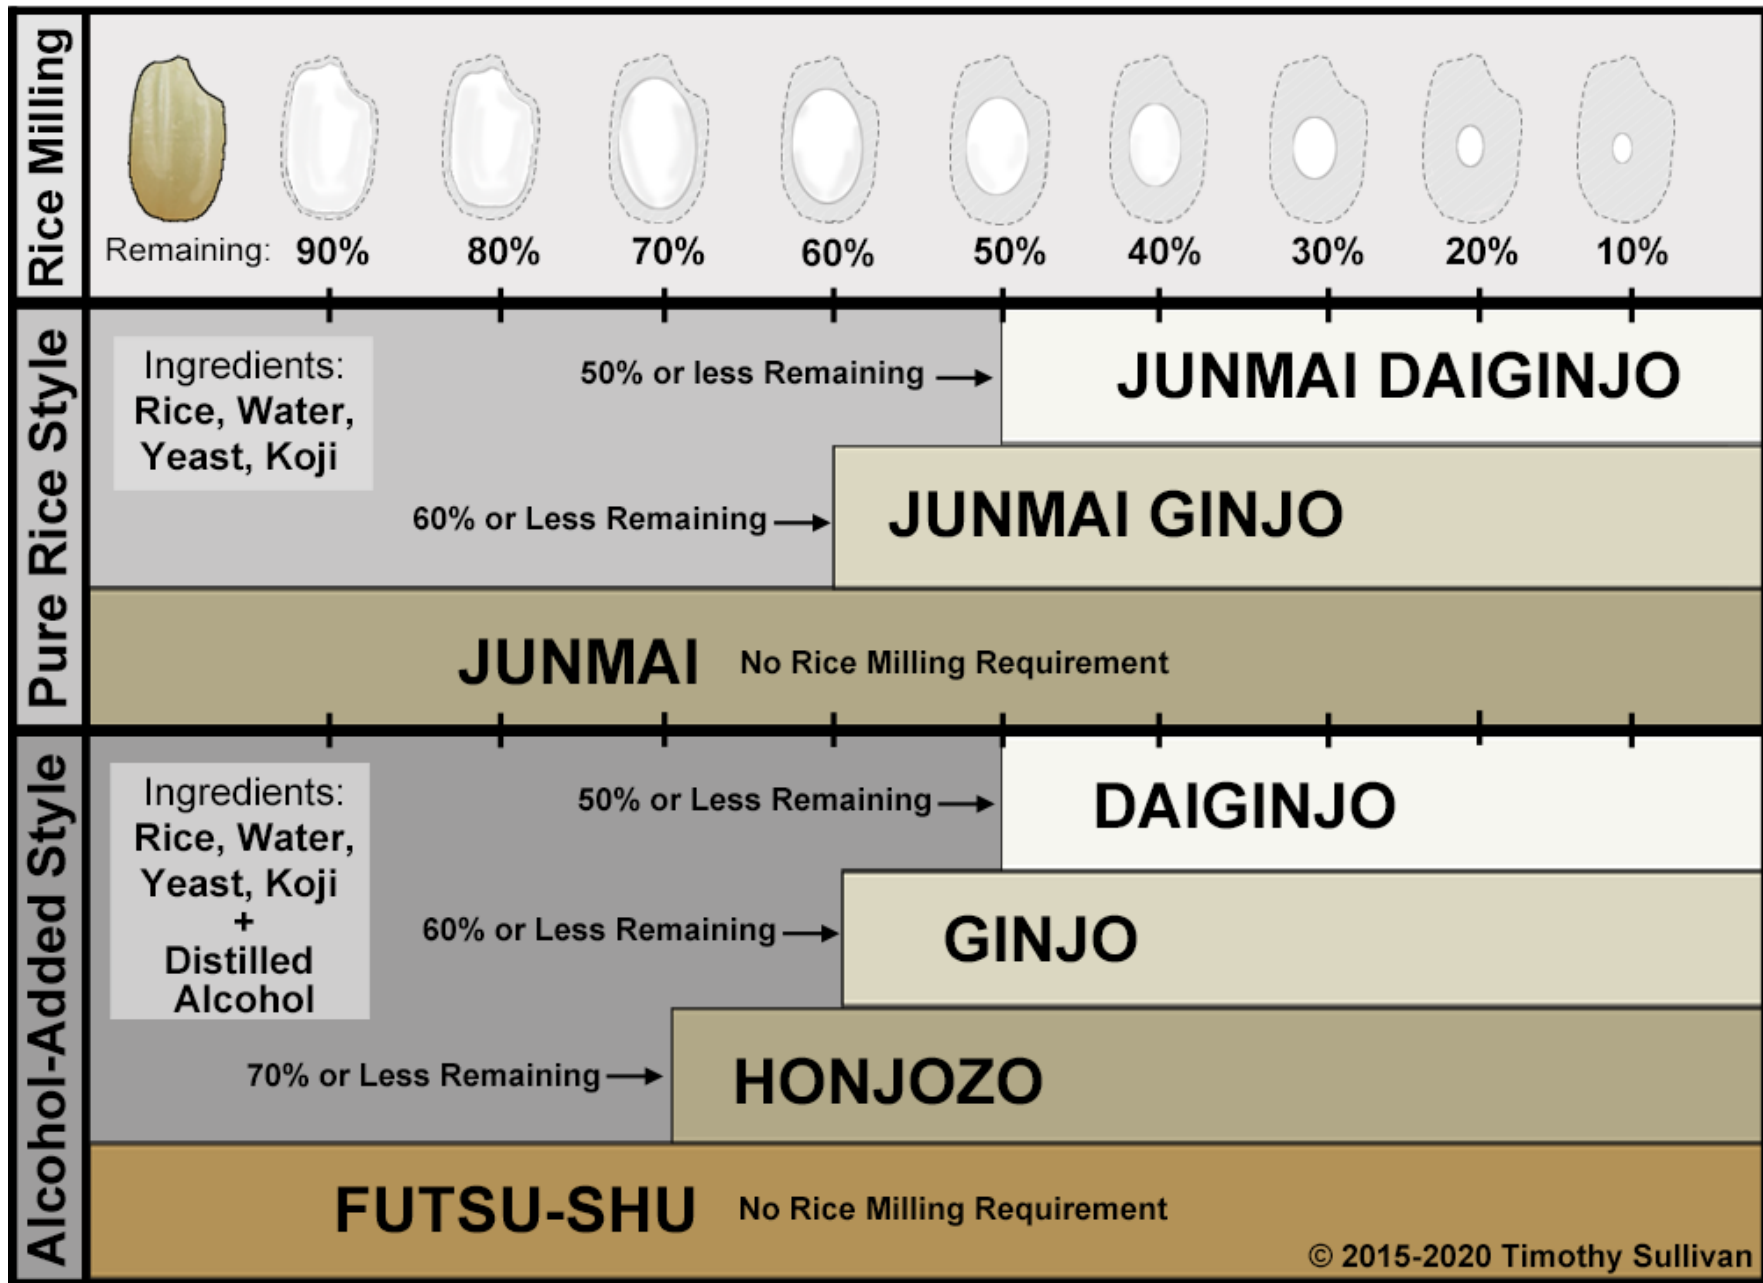 Rice Milling
Remaining: 90% 80% 70% 60% 50% 40% 30% 20% 10%
Pure Rice Style
Ingredients:
Rice, Water,
Yeast, Koji
50% or less Remaining
JUNMAI DAIGINJO
60% or Less Remaining
JUNMAI GINJO
JUNMAI No Rice Milling Requirement
Alcohol-Added Style
Ingredients:
Rice, Water,
Yeast, Koji
+
Distilled
Alcohol
50% or Less Remaining
DAIGINJO
60% or Less Remaining
GINJO
70% or Less Remaining
HONJOZO
FUTSU-SHU No Rice Milling Requirement
© 2015-2020 Timothy Sullivan